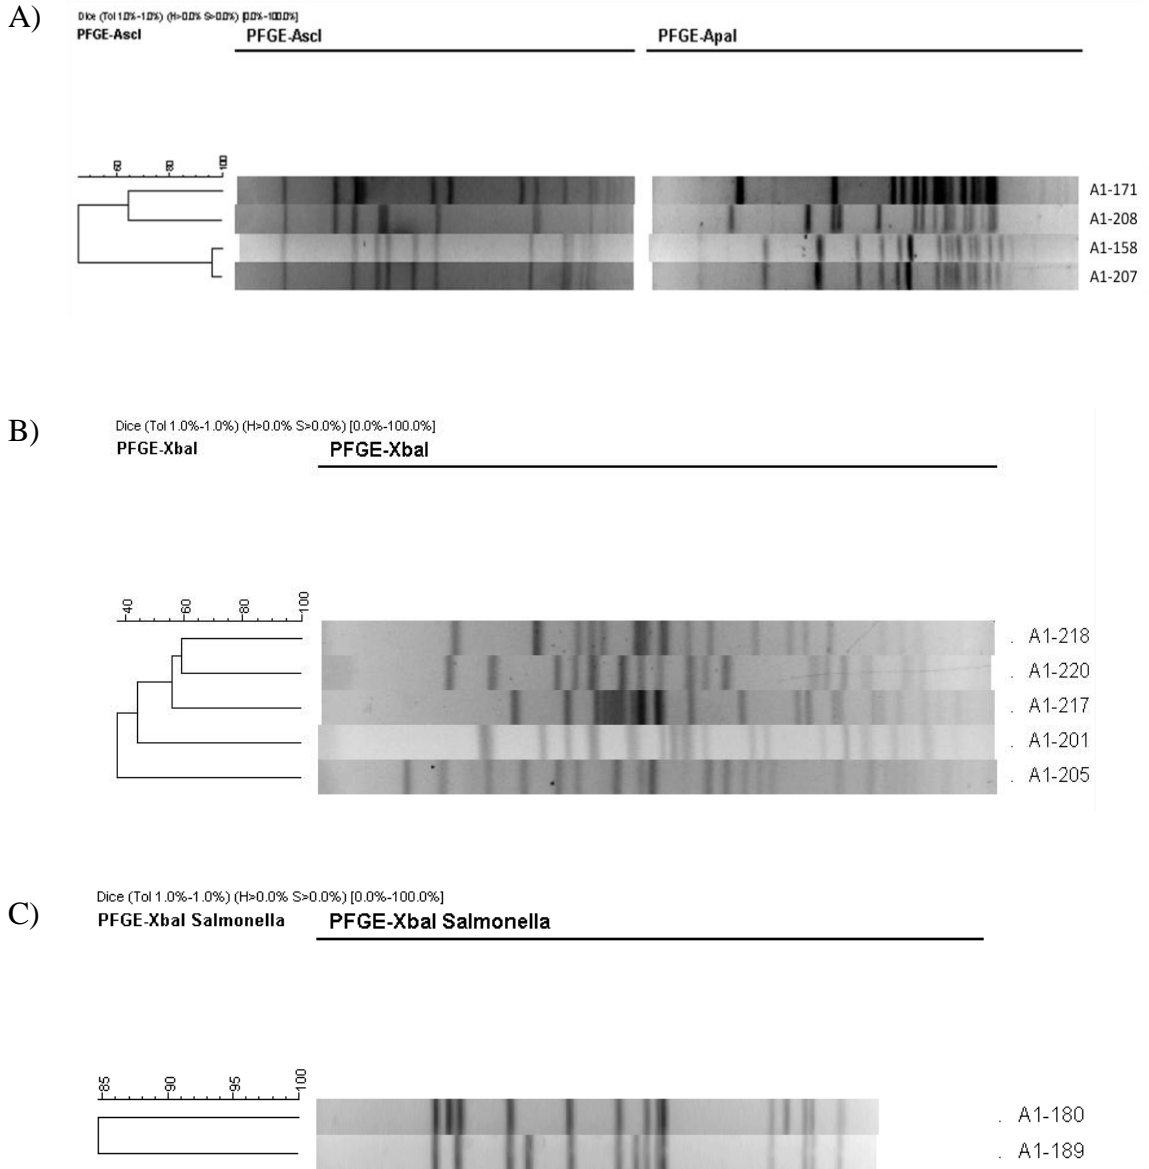 A)
Dice (Tol 1.0%-1.0%) (H>0.0% S>0.0%) [0.0%-100.0%]
PFGE-AscI PFGE-AscI PFGE-ApaI
60 80 100
A1-171
A1-208
A1-158
A1-207
B)
Dice (Tol 1.0%-1.0%) (H>0.0% S>0.0%) [0.0%-100.0%]
PFGE-XbaI PFGE-XbaI
40 60 80 100
. A1-218
. A1-220
. A1-217
. A1-201
. A1-205
C)
Dice (Tol 1.0%-1.0%) (H>0.0% S>0.0%) [0.0%-100.0%]
PFGE-XbaI Salmonella PFGE-XbaI Salmonella
85 90 95 100
. A1-180
. A1-189